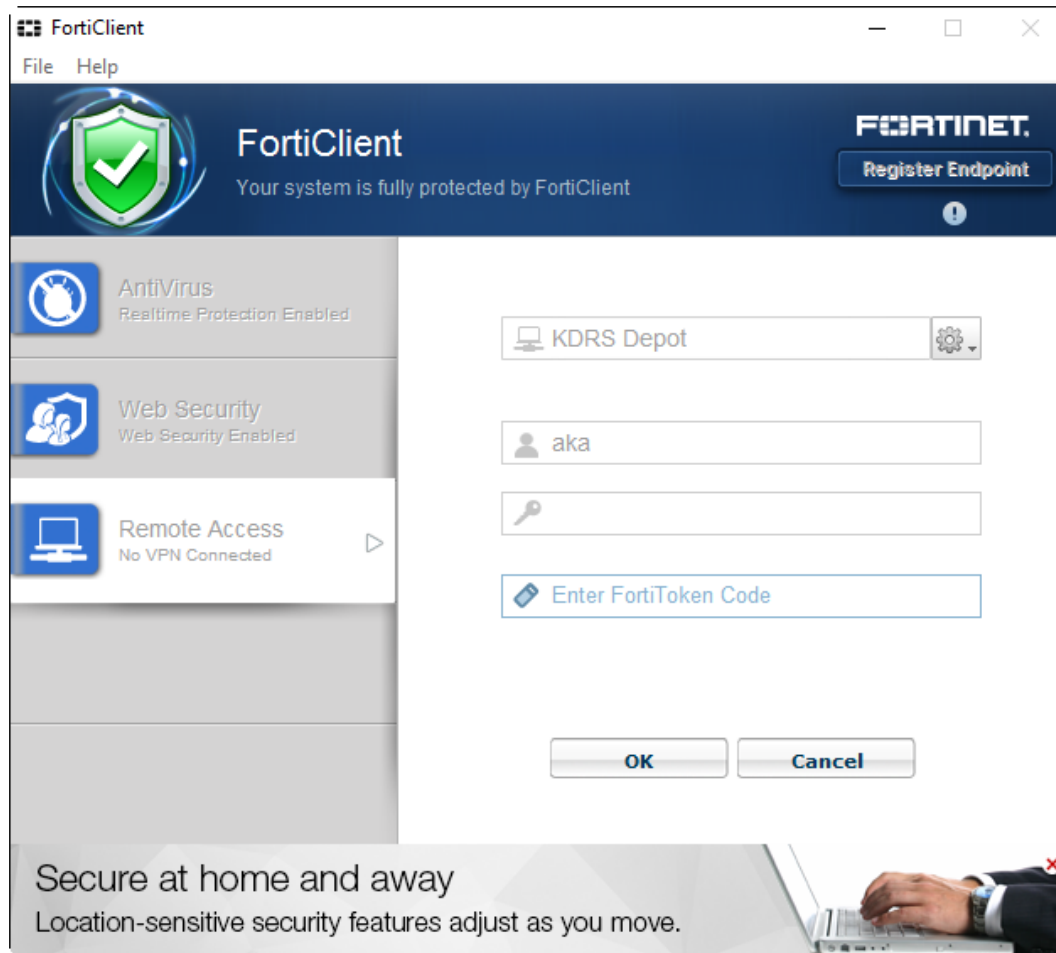 FortiClient
File Help
FortiClient
Your system is fully protected by FortiClient
FORTINET.
Register Endpoint
AntiVirus
Realtime Protection Enabled
Web Security
Web Security Enabled
Remote Access
No VPN Connected
KDRS Depot
aka
Enter FortiToken Code
OK Cancel
Secure at home and away
Location-sensitive security features adjust as you move.